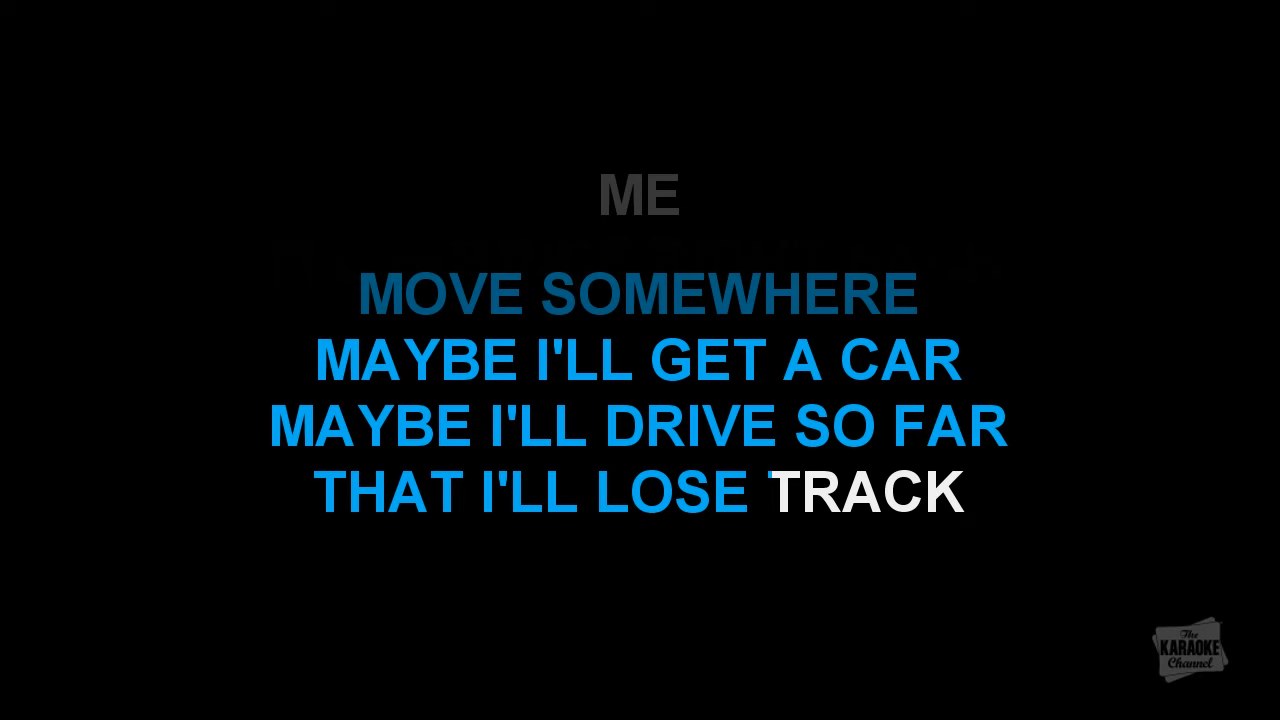 ME
MOVE SOMEWHERE
MAYBE I'LL GET A CAR
MAYBE I'LL DRIVE SO FAR
THAT I'LL LOSE TRACK
The
KARAOKE
Channel